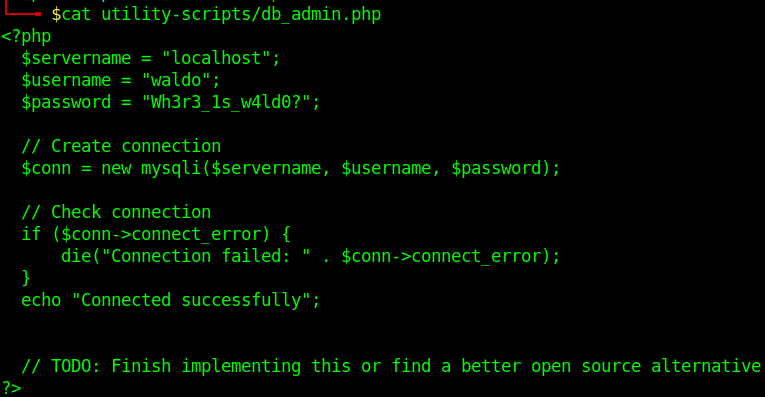 $cat utility-scripts/db_admin.php
<?php
$servername = "localhost";
$username = "waldo";
$password = "Wh3r3_1s_w4ld0?";
// Create connection
$conn = new mysqli($servername, $username, $password);
// Check connection
if ($conn->connect_error) {
die("Connection failed: " . $conn->connect_error);
}
echo "Connected successfully";
// TODO: Finish implementing this or find a better open source alternative
?>